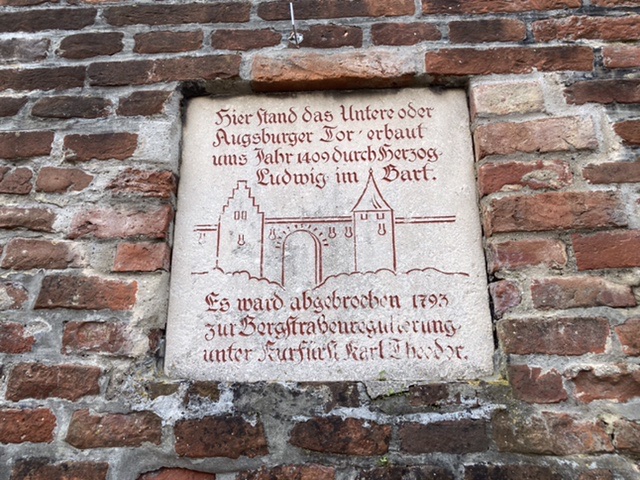 Hier stand das Untere oder
Augsburger Tor · erbaut
ums Jahr 1400 durch Herzog
Ludwig im Bart.
Es ward abgebrochen 1793
zur Bergstraßenregulierung
unter Kurfürst Karl Theodor.